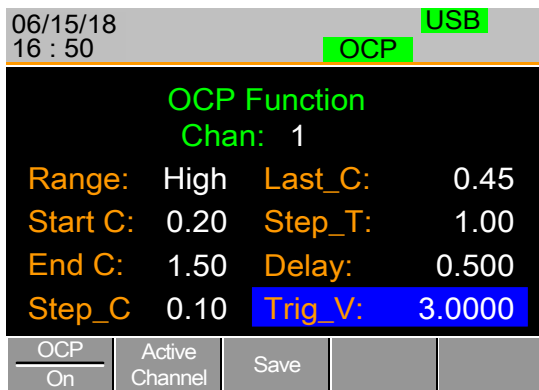 06/15/18 USB
16 : 50 OCP
OCP Function
Chan: 1
Range: High Last_C: 0.45
Start C: 0.20 Step_T: 1.00
End C: 1.50 Delay: 0.500
Step_C 0.10 Trig_V: 3.0000
OCP Active
On Channel Save